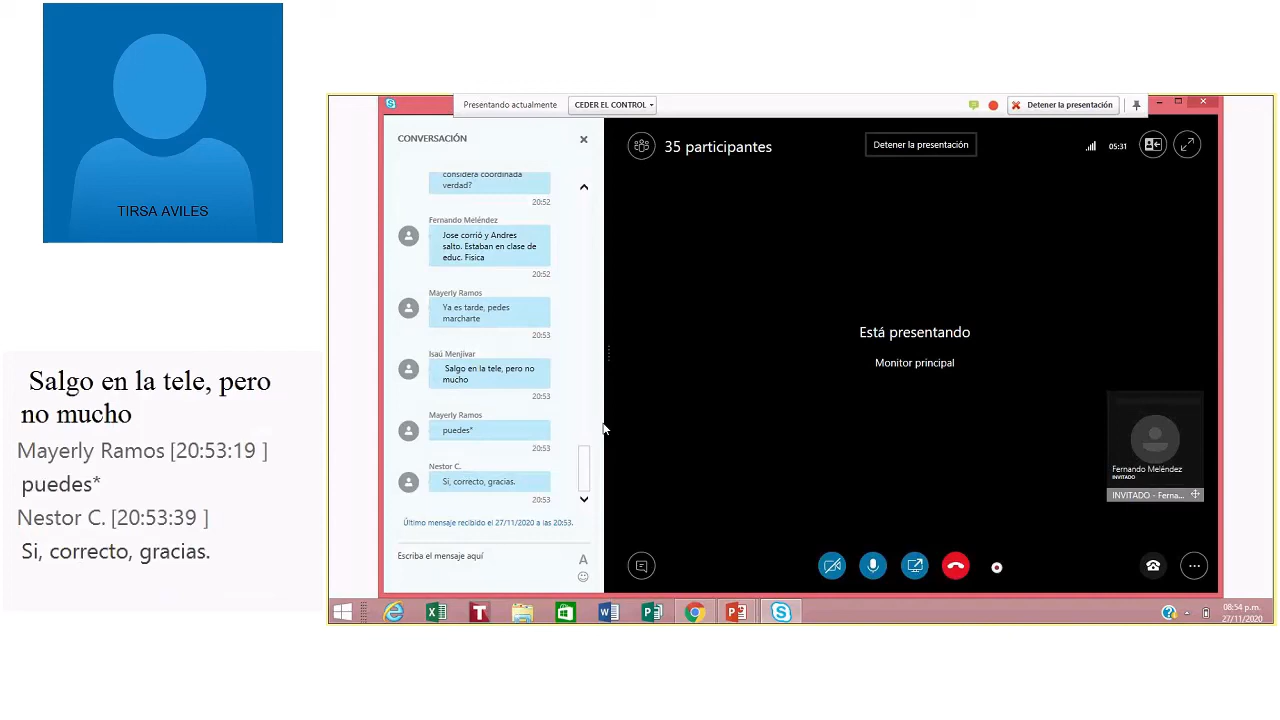 TIRSA AVILES
Salgo en la tele, pero
no mucho
Mayerly Ramos [20:53:19 ]
puedes*
Nestor C. [20:53:39 ]
Si, correcto, gracias.
Presentando actualmente
CEDER EL CONTROL
Detener la presentación
CONVERSACIÓN
considera coordinada
verdad?
20:52
Fernando Meléndez
Jose corrió y Andres
salto. Estaban en clase de
educ. Fisica
20:52
Mayerly Ramos
Ya es tarde, pedes
marcharte
20:53
Isaú Menjívar
Salgo en la tele, pero no
mucho
20:53
Mayerly Ramos
puedes*
20:53
Nestor C.
Si, correcto, gracias.
20:53
Último mensaje recibido el 27/11/2020 a las 20:53.
Escriba el mensaje aquí
A
35 participantes
Detener la presentación
05:31
Está presentando
Monitor principal
Fernando Meléndez
INVITADO
INVITADO - Ferna...
08:54 p.m.
27/11/2020